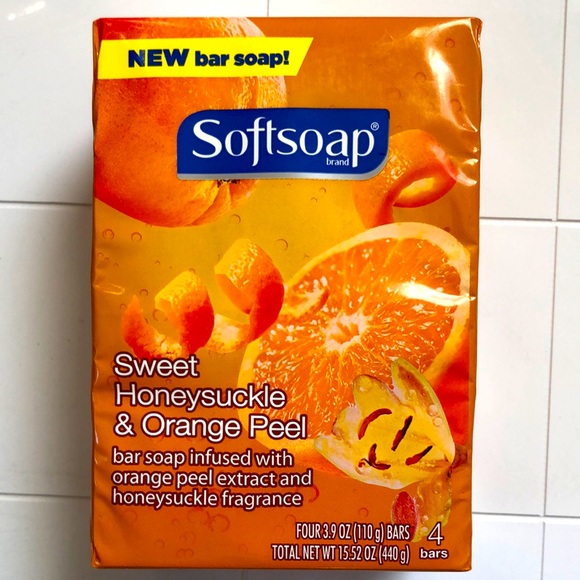 NEW bar soap!
Softsoap®
brand
Sweet
Honeysuckle
& Orange Peel
bar soap infused with
orange peel extract and
honeysuckle fragrance
FOUR 3.9 OZ (110 g) BARS
TOTAL NET WT 15.52 OZ (440 g)
4
bars